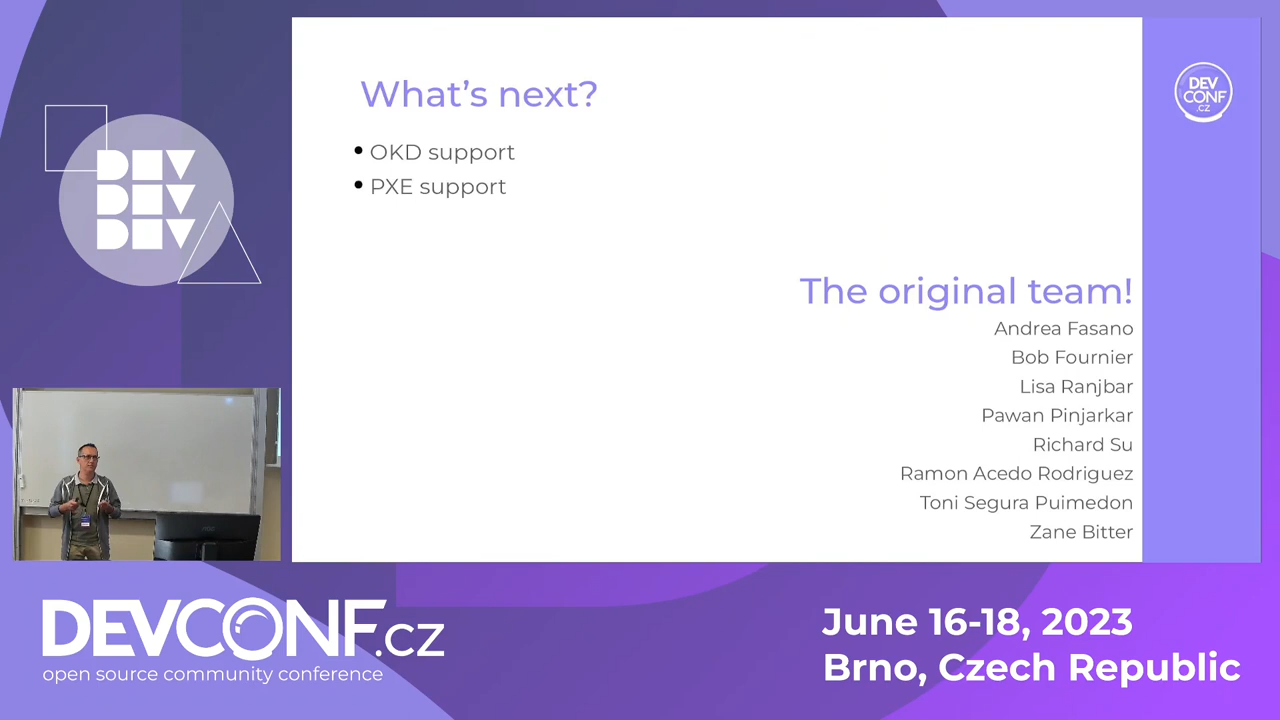 What's next?
• OKD support
• PXE support
The original team!
Andrea Fasano
Bob Fournier
Lisa Ranjbar
Pawan Pinjarkar
Richard Su
Ramon Acedo Rodriguez
Toni Segura Puimedon
Zane Bitter
DEV
CONF
.CZ
DEV
DEV
DEV
DEVCONF.cz
open source community conference
June 16-18, 2023
Brno, Czech Republic